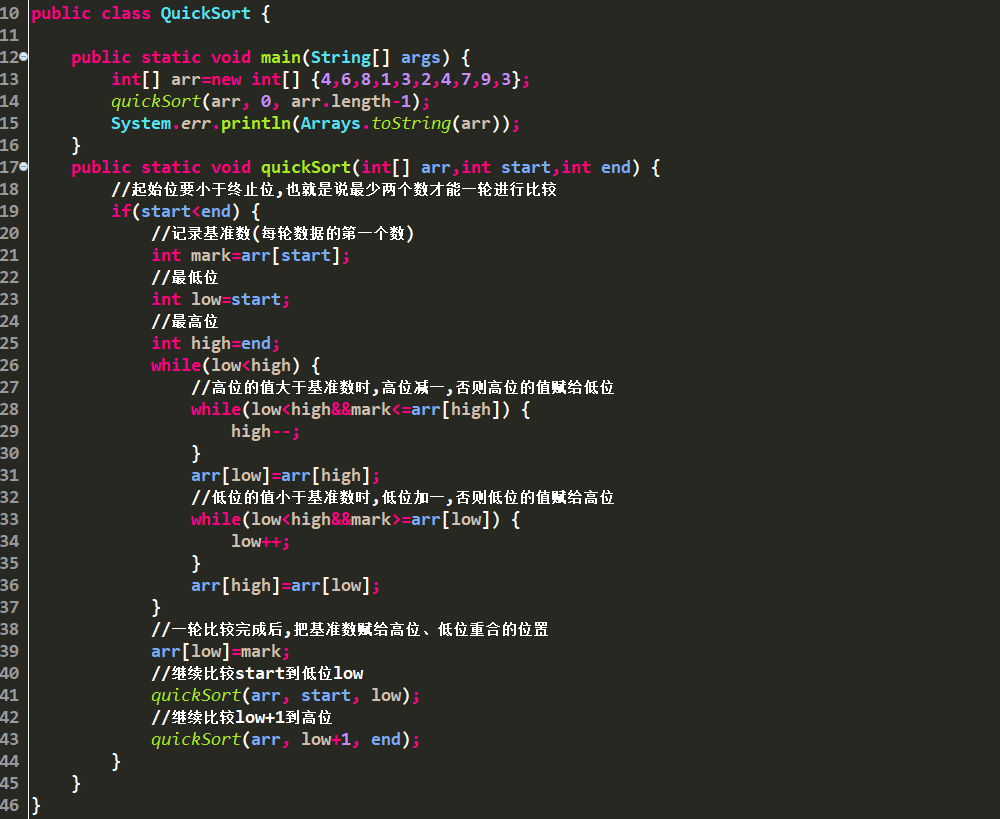 10 public class QuickSort {
11
12     public static void main(String[] args) {
13         int[] arr=new int[] {4,6,8,1,3,2,4,7,9,3};
14         quickSort(arr, 0, arr.length-1);
15         System.err.println(Arrays.toString(arr));
16     }
17     public static void quickSort(int[] arr,int start,int end) {
18         //起始位要小于终止位,也就是说最少两个数才能一轮进行比较
19         if(start<end) {
20             //记录基准数(每轮数据的第一个数)
21             int mark=arr[start];
22             //最低位
23             int low=start;
24             //最高位
25             int high=end;
26             while(low<high) {
27                 //高位的值大于基准数时,高位减一,否则高位的值赋给低位
28                 while(low<high&&mark<=arr[high]) {
29                     high--;
30                 }
31                 arr[low]=arr[high];
32                 //低位的值小于基准数时,低位加一,否则低位的值赋给高位
33                 while(low<high&&mark>=arr[low]) {
34                     low++;
35                 }
36                 arr[high]=arr[low];
37             }
38             //一轮比较完成后,把基准数赋给高位、低位重合的位置
39             arr[low]=mark;
40             //继续比较start到低位low
41             quickSort(arr, start, low);
42             //继续比较low+1到高位
43             quickSort(arr, low+1, end);
44         }
45     }
46 }